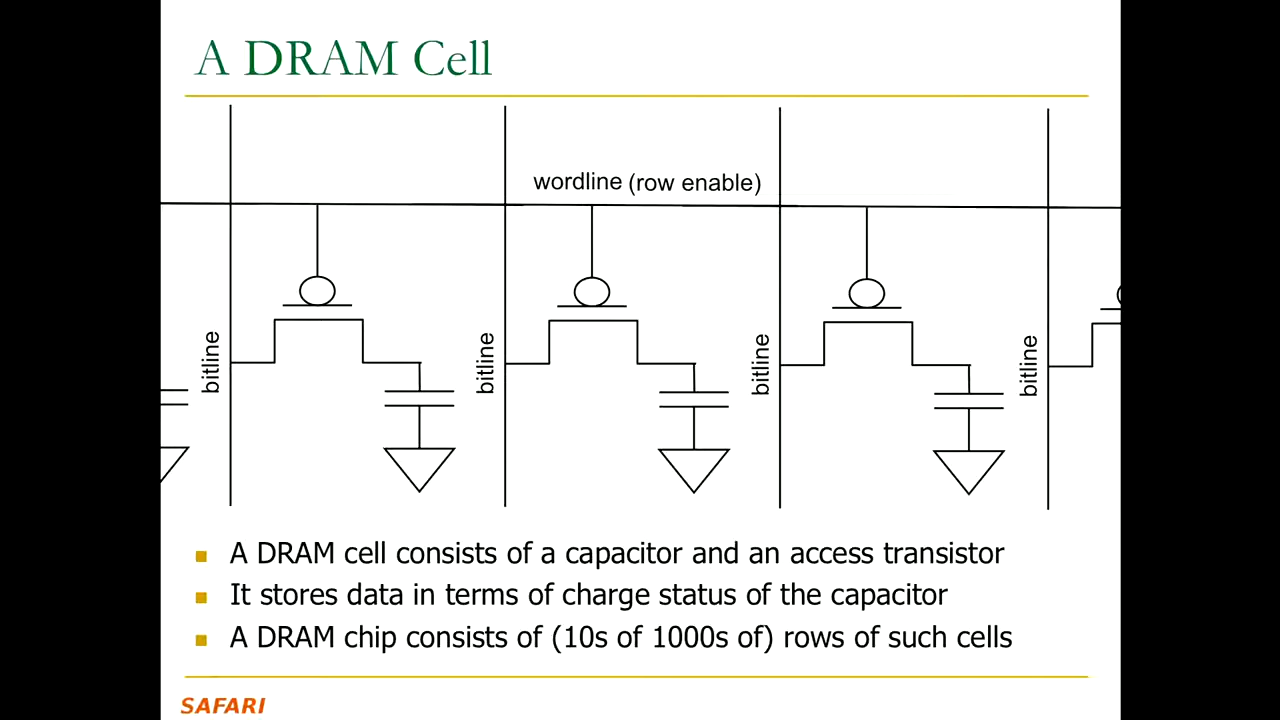 A DRAM Cell
wordline (row enable)
bitline
bitline
bitline
bitline
A DRAM cell consists of a capacitor and an access transistor
It stores data in terms of charge status of the capacitor
A DRAM chip consists of (10s of 1000s of) rows of such cells
SAFARI